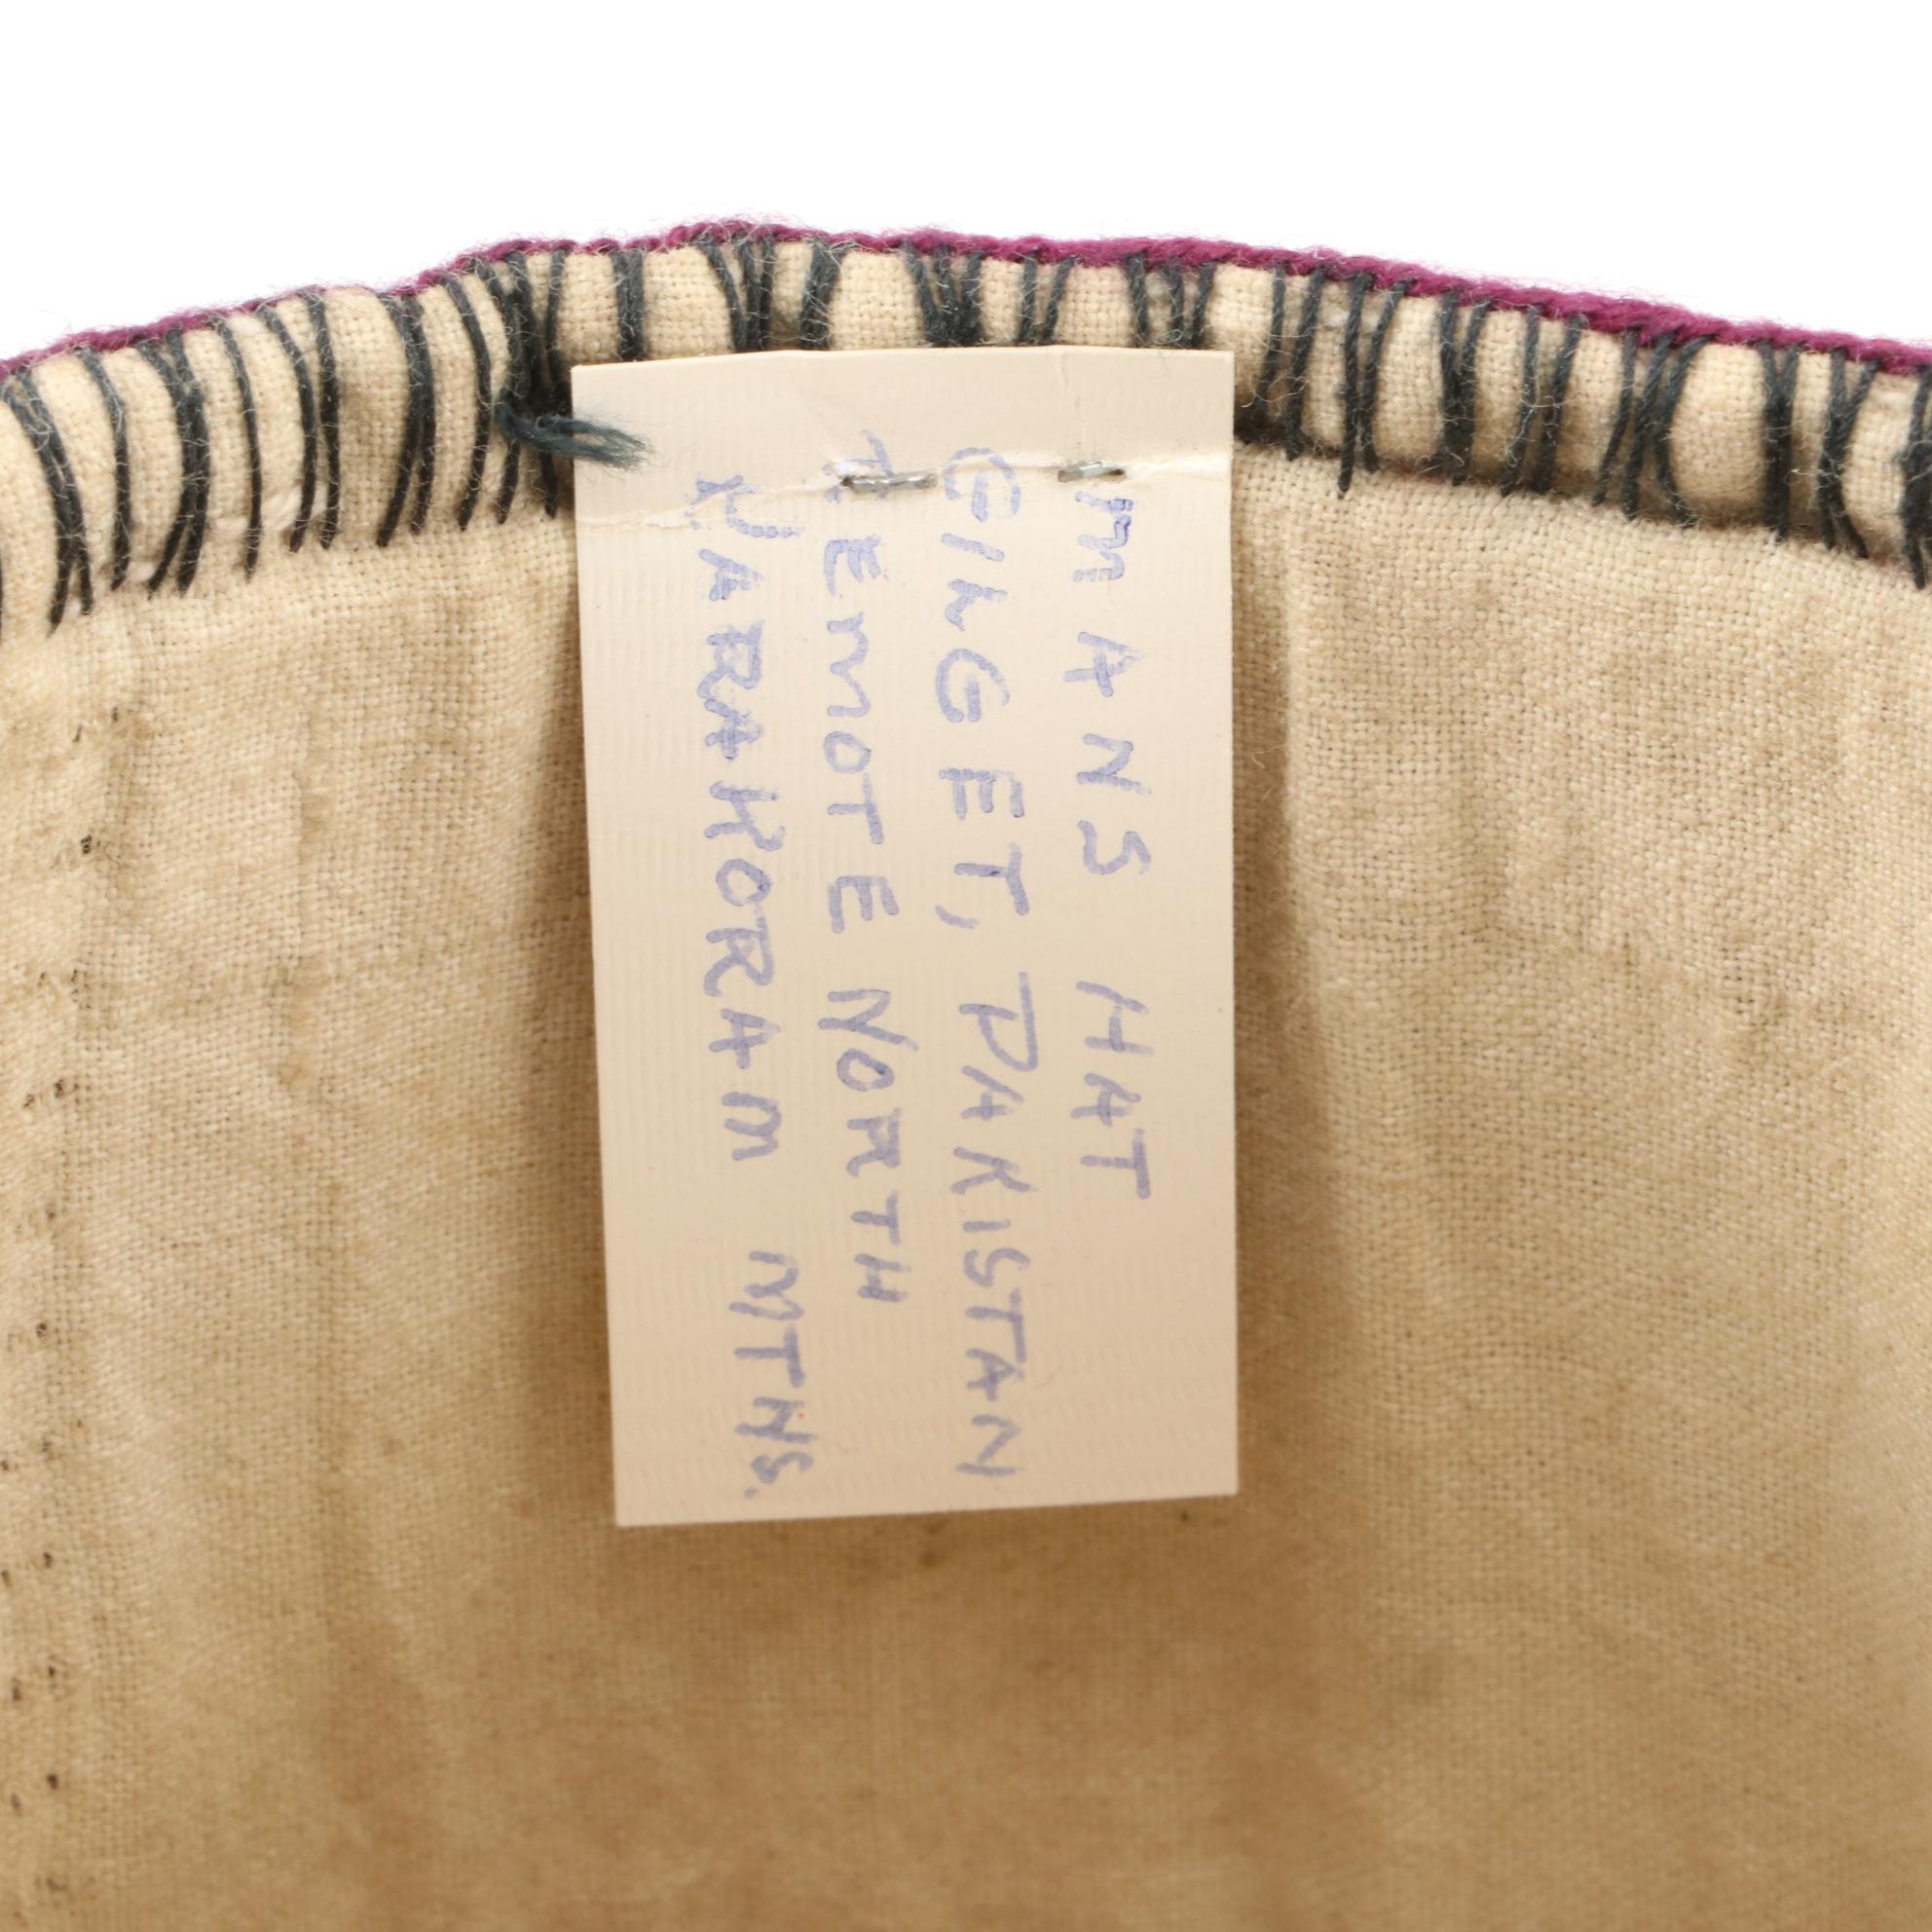 MANS HAT
GILGET, PAKISTAN
REMOTE NORTH
KARAKORAM MTNS.